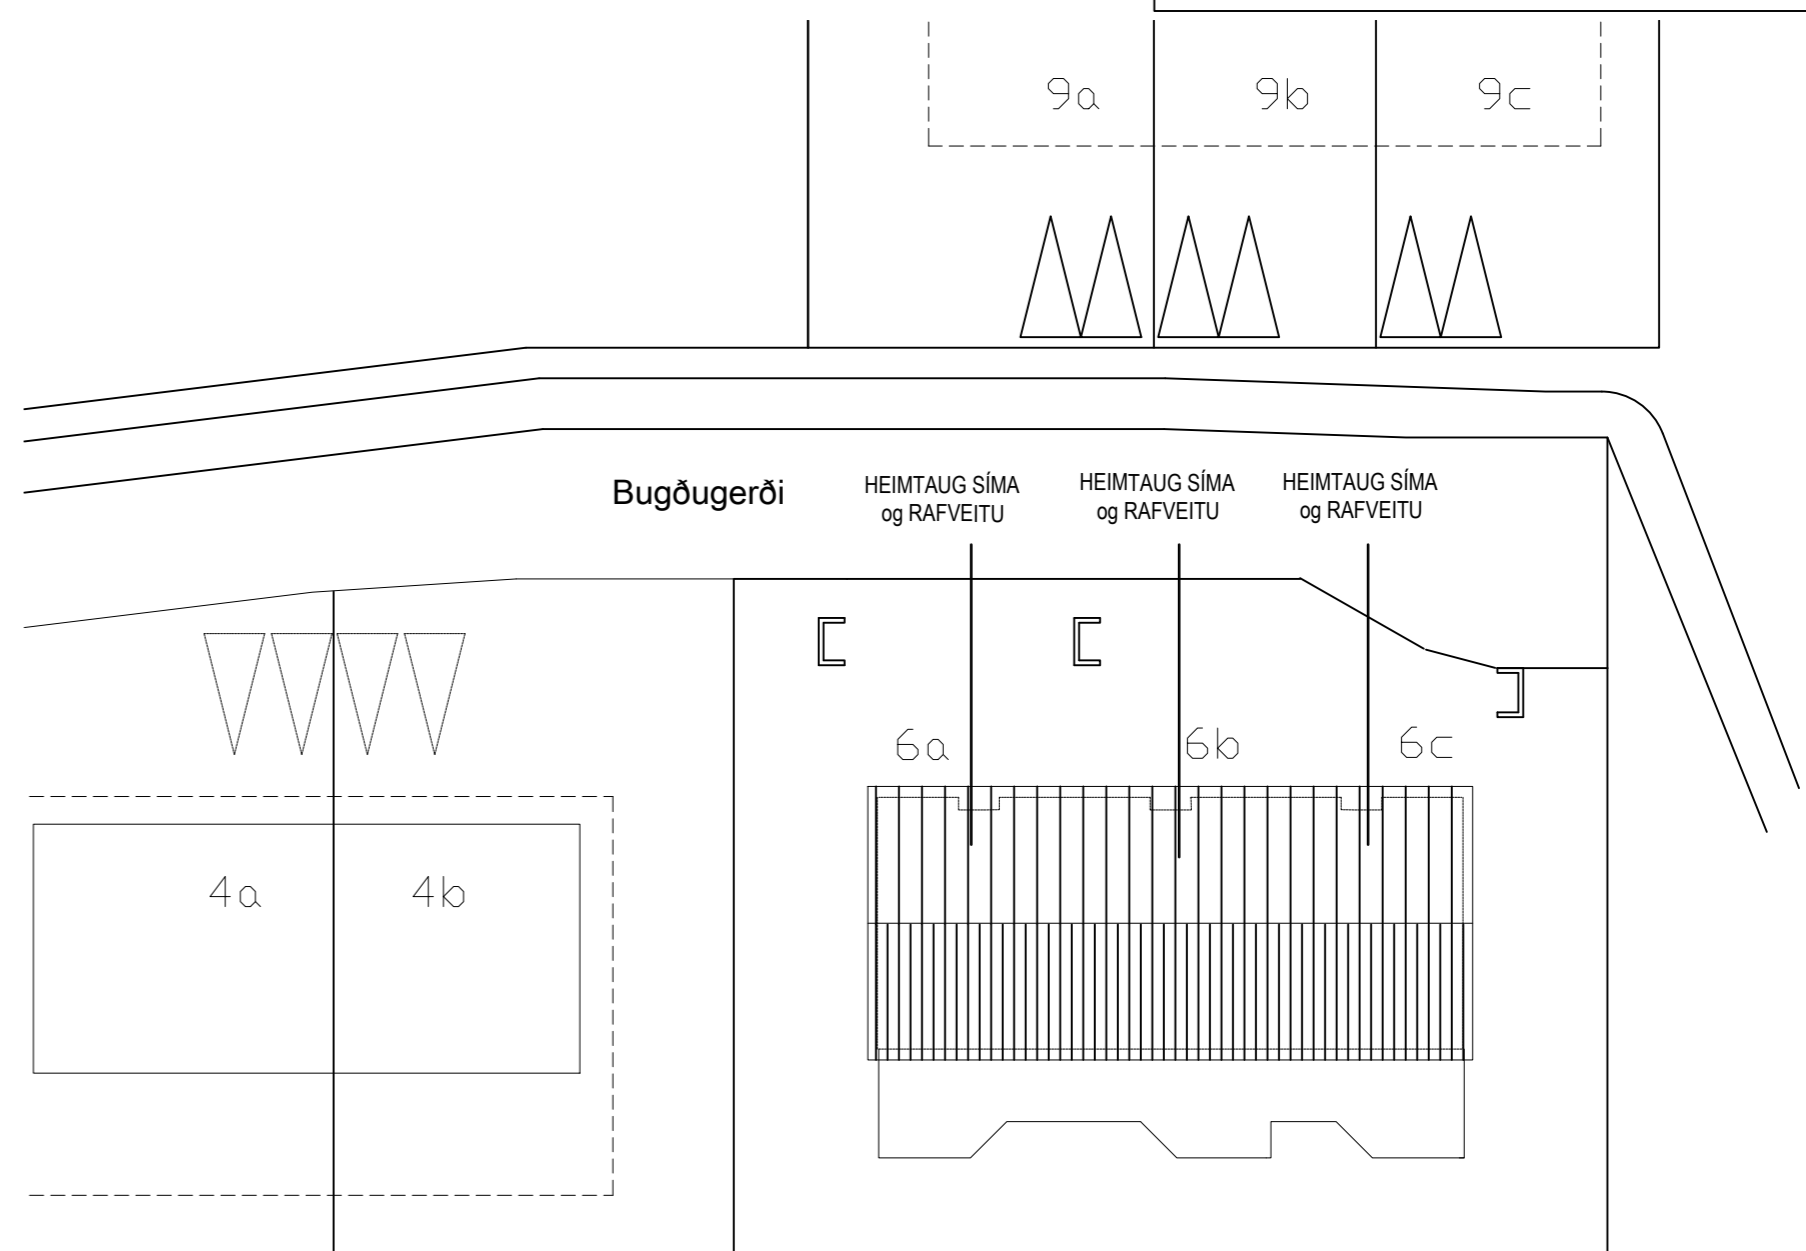 9a 9b 9c
Bugðugerði
HEIMTAUG SÍMA
og RAFVEITU
HEIMTAUG SÍMA
og RAFVEITU
HEIMTAUG SÍMA
og RAFVEITU
6a 6b 6c
4a 4b